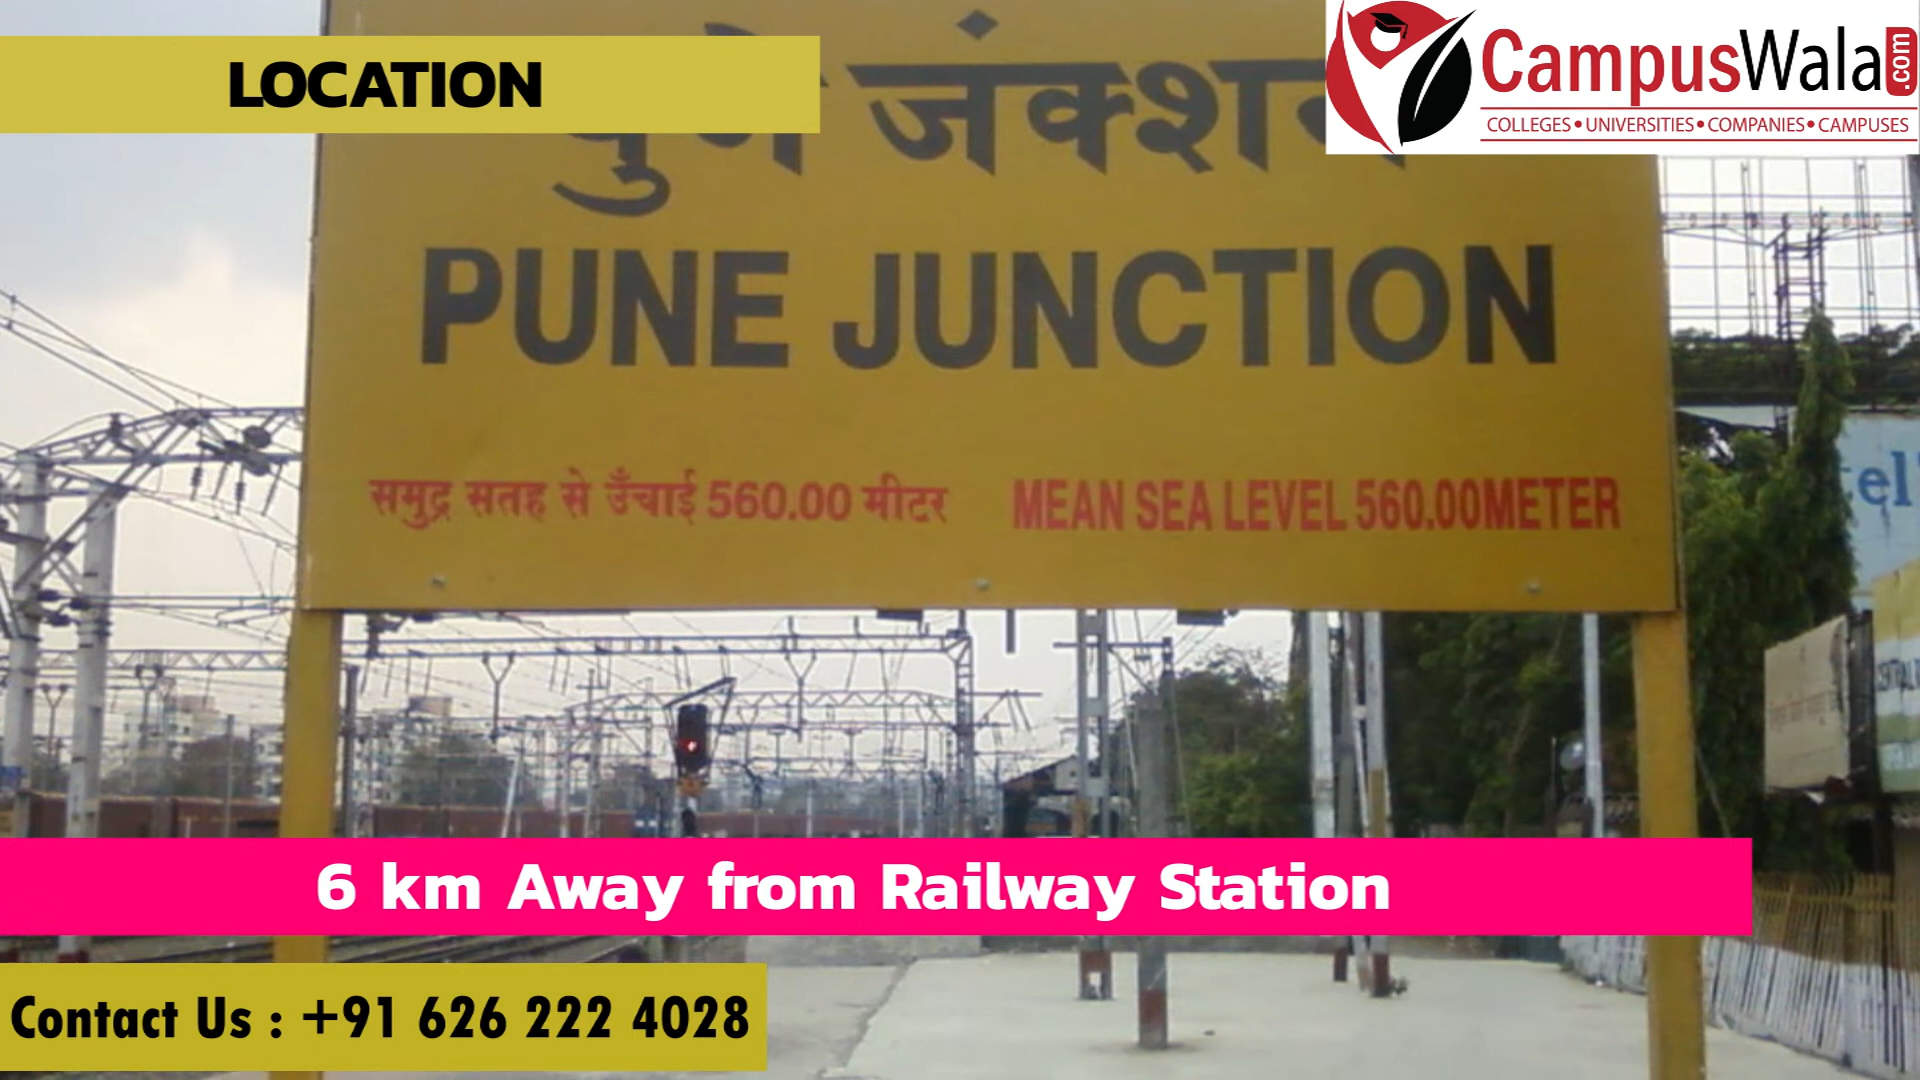 LOCATION
CampusWala.com
COLLEGES • UNIVERSITIES • COMPANIES • CAMPUSES
जंक्शन
PUNE JUNCTION
समुद्र सतह से उँचाई 560.00 मीटर MEAN SEA LEVEL 560.00METER
6 km Away from Railway Station
Contact Us : +91 626 222 4028